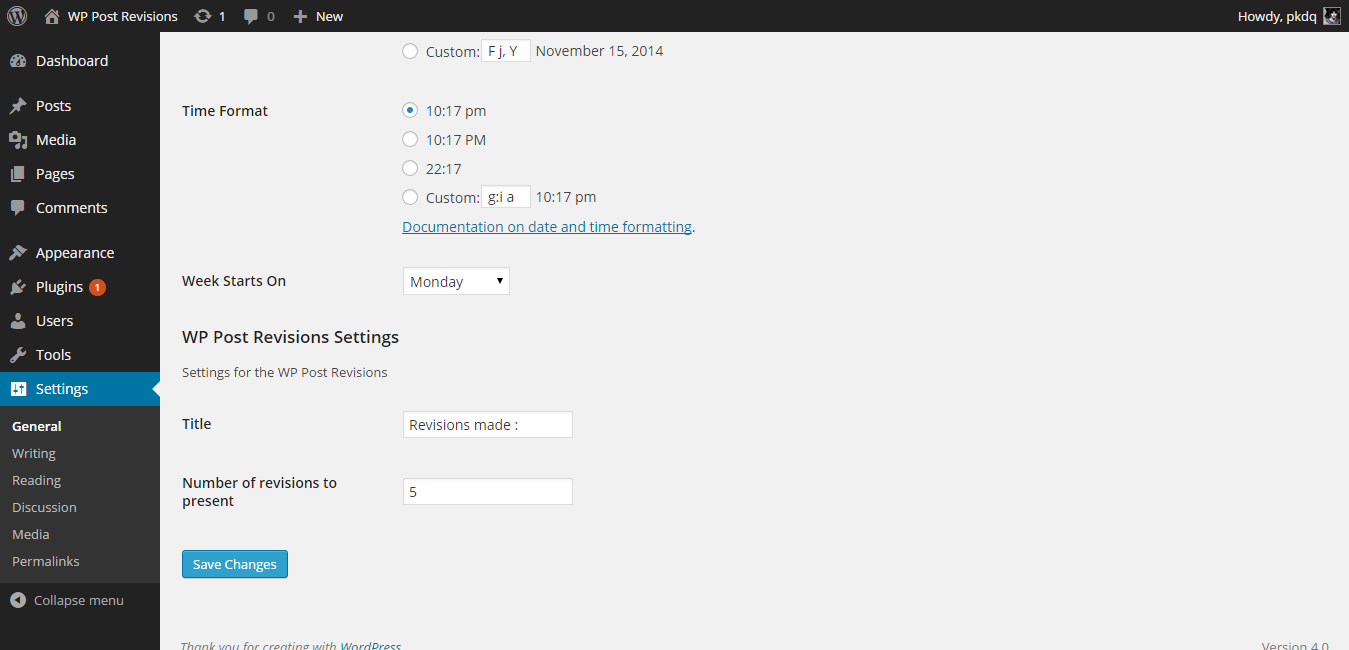 WP Post Revisions 1 0 New Howdy, pkdq
Dashboard
Posts
Media
Pages
Comments
Appearance
Plugins 1
Users
Tools
Settings
General
Writing
Reading
Discussion
Media
Permalinks
Collapse menu
Custom: F j, Y November 15, 2014
Time Format
10:17 pm
10:17 PM
22:17
Custom: g:i a 10:17 pm
Documentation on date and time formatting.
Week Starts On Monday
WP Post Revisions Settings
Settings for the WP Post Revisions
Title Revisions made :
Number of revisions to
present
5
Save Changes
Thank you for creating with WordPress Version 4.0